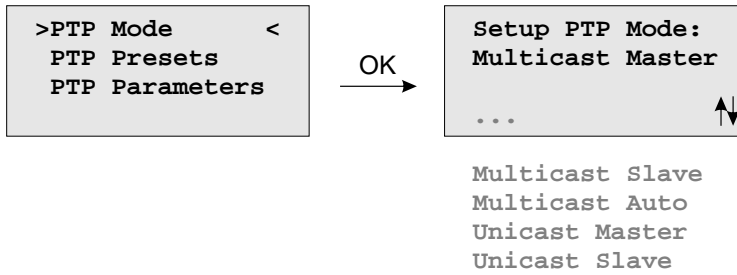 >PTP Mode <
PTP Presets
PTP Parameters
OK
Setup PTP Mode:
Multicast Master
...
Multicast Slave
Multicast Auto
Unicast Master
Unicast Slave